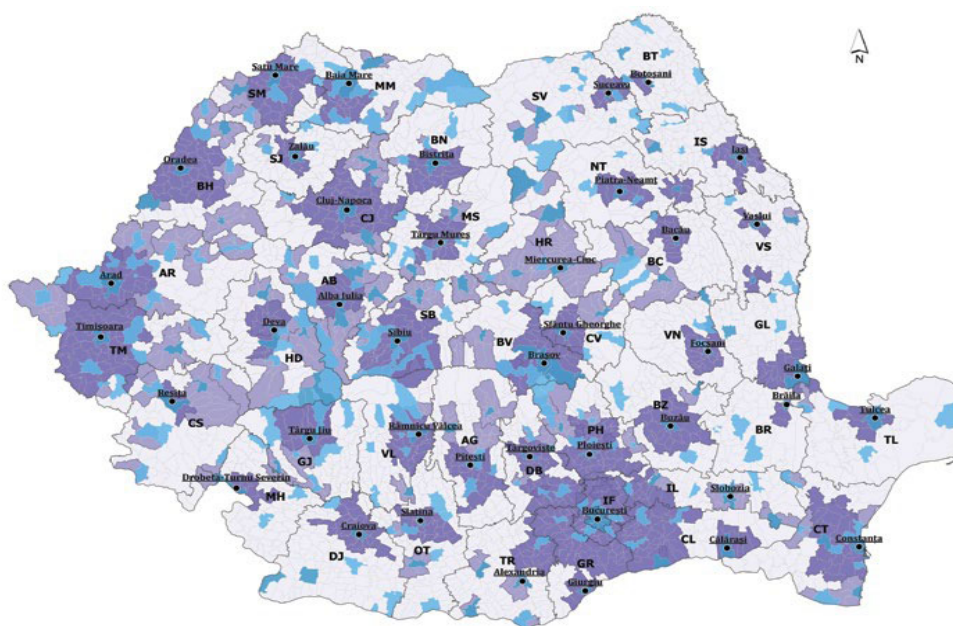 N
BT
Botoșani
Satu Mare
Baia Mare
MM
SM
SV
Suceava
BN
IS
Iași
Zalău
SJ
Bistrița
NT
Oradea
Piatra-Neamț
BH
Cluj-Napoca
CJ
MS
Vaslui
Târgu Mureș
HR
Bacău
VS
BC
Miercurea-Ciuc
AR
Arad
AB
Alba Iulia
SB
GL
Timișoara
Deva
Sibiu
Sfântu Gheorghe
VN
TM
HD
BV
CV
Focșani
Brașov
Galați
Reșița
BZ
Brăila
CS
Râmnicu Vâlcea
AG
PH
Buzău
BR
Tulcea
Târgu Jiu
TL
GJ
VL
Târgoviște
Ploiești
Pitești
DB
Drobeta-Turnu Severin
MH
IF
IL
Slobozia
Slatina
București
CT
Craiova
CL
Călărași
Constanța
DJ
OT
TR
GR
Alexandria
Giurgiu